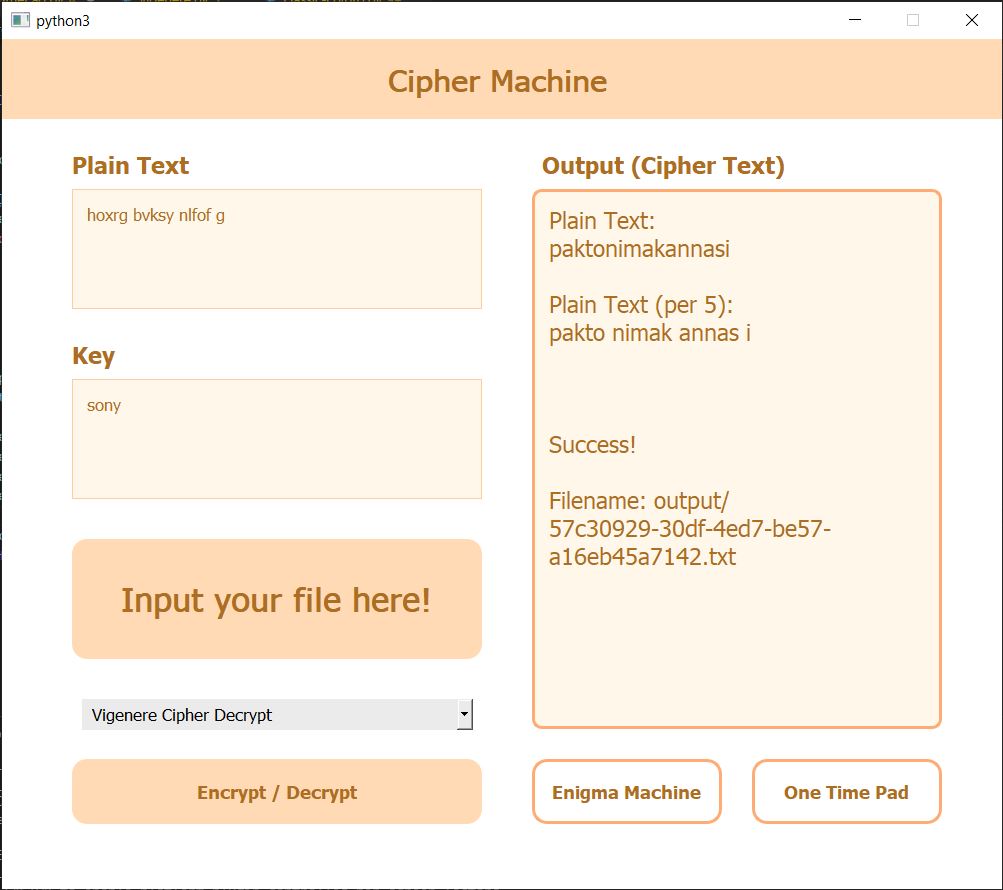 python3
Cipher Machine
Plain Text
hoxrg bvksy nlfof g
Key
sony
Input your file here!
Vigenere Cipher Decrypt
Encrypt / Decrypt
Output (Cipher Text)
Plain Text:
paktonimakannasi
Plain Text (per 5):
pakto nimak annas i
Success!
Filename: output/
57c30929-30df-4ed7-be57-
a16eb45a7142.txt
Enigma Machine
One Time Pad